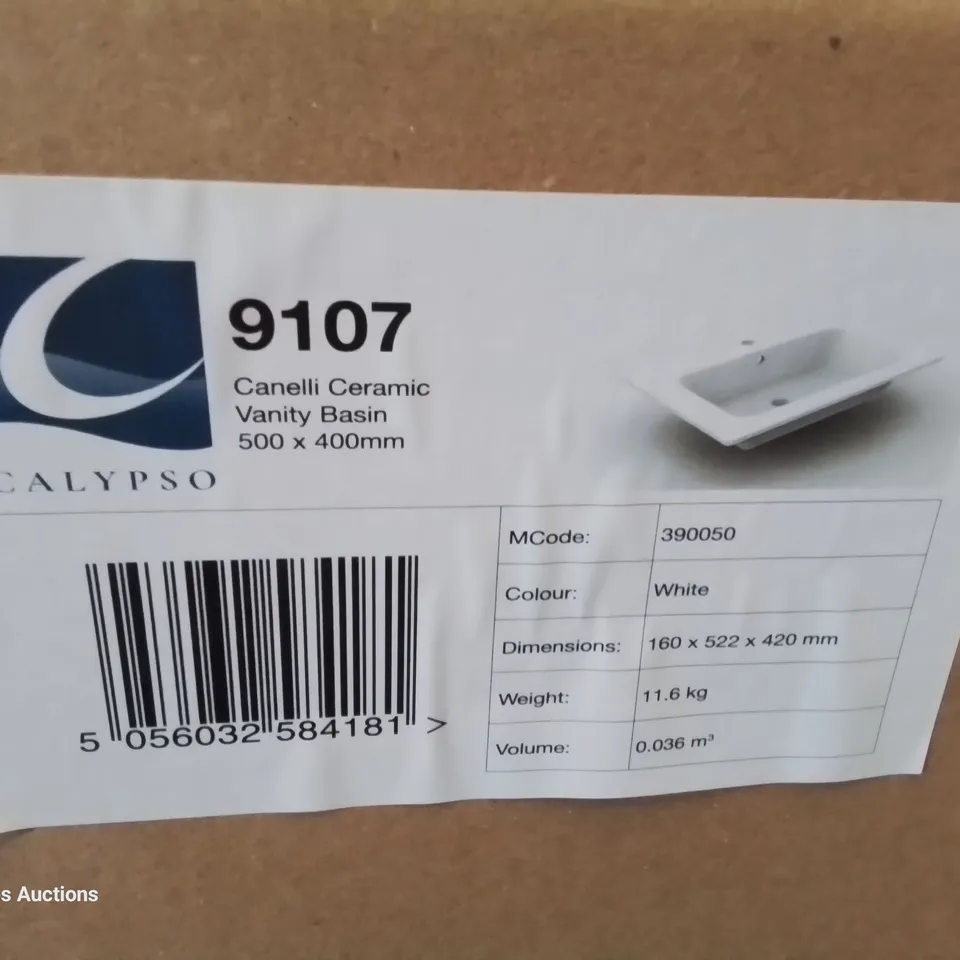 9107
Canelli Ceramic
Vanity Basin
500 x 400mm
CALYPSO
MCode: 390050
Colour: White
Dimensions: 160 x 522 x 420 mm
Weight: 11.6 kg
Volume: 0.036 m³
5 056032 584181 >
s Auctions